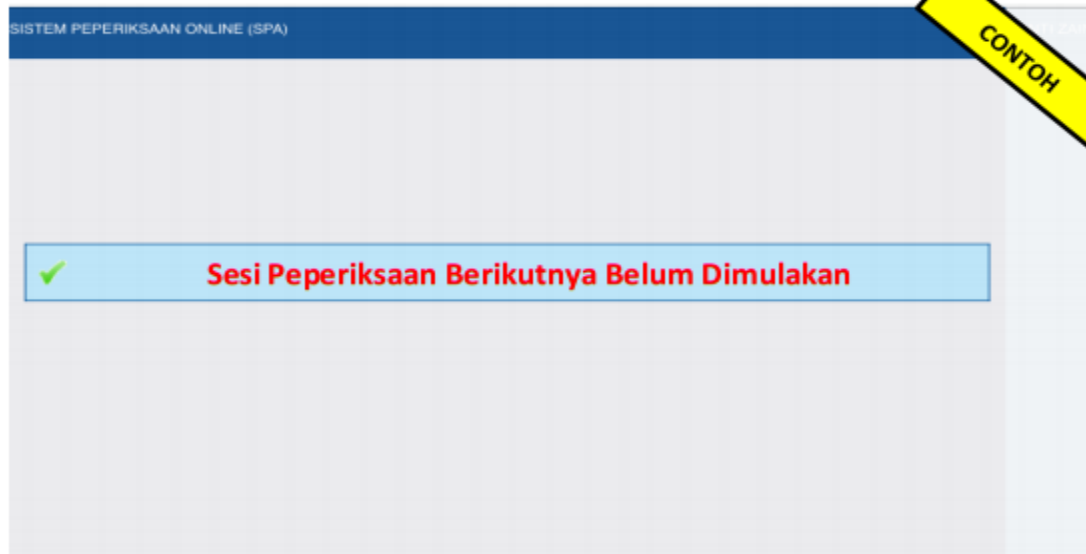 SISTEM PEPERIKSAAN ONLINE (SPA)
CONTOH
Sesi Peperiksaan Berikutnya Belum Dimulakan